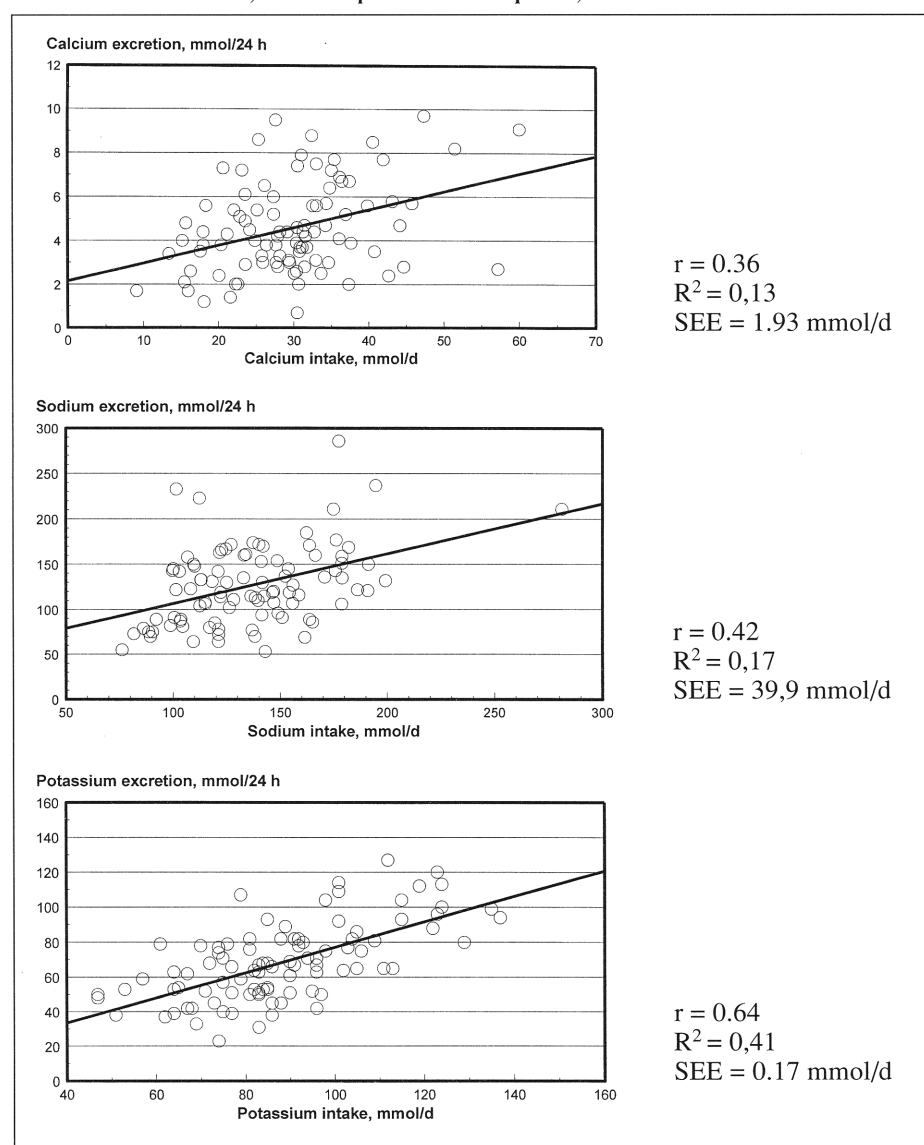 Calcium excretion, mmol/24 h
12
10
8
6
4
2
0
0 10 20 30 40 50 60 70
Calcium intake, mmol/d
r = 0.36
R² = 0,13
SEE = 1.93 mmol/d
Sodium excretion, mmol/24 h
300
250
200
150
100
50
0
50 100 150 200 250 300
Sodium intake, mmol/d
r = 0.42
R² = 0,17
SEE = 39,9 mmol/d
Potassium excretion, mmol/24 h
160
140
120
100
80
60
40
20
0
40 60 80 100 120 140 160
Potassium intake, mmol/d
r = 0.64
R² = 0,41
SEE = 0.17 mmol/d